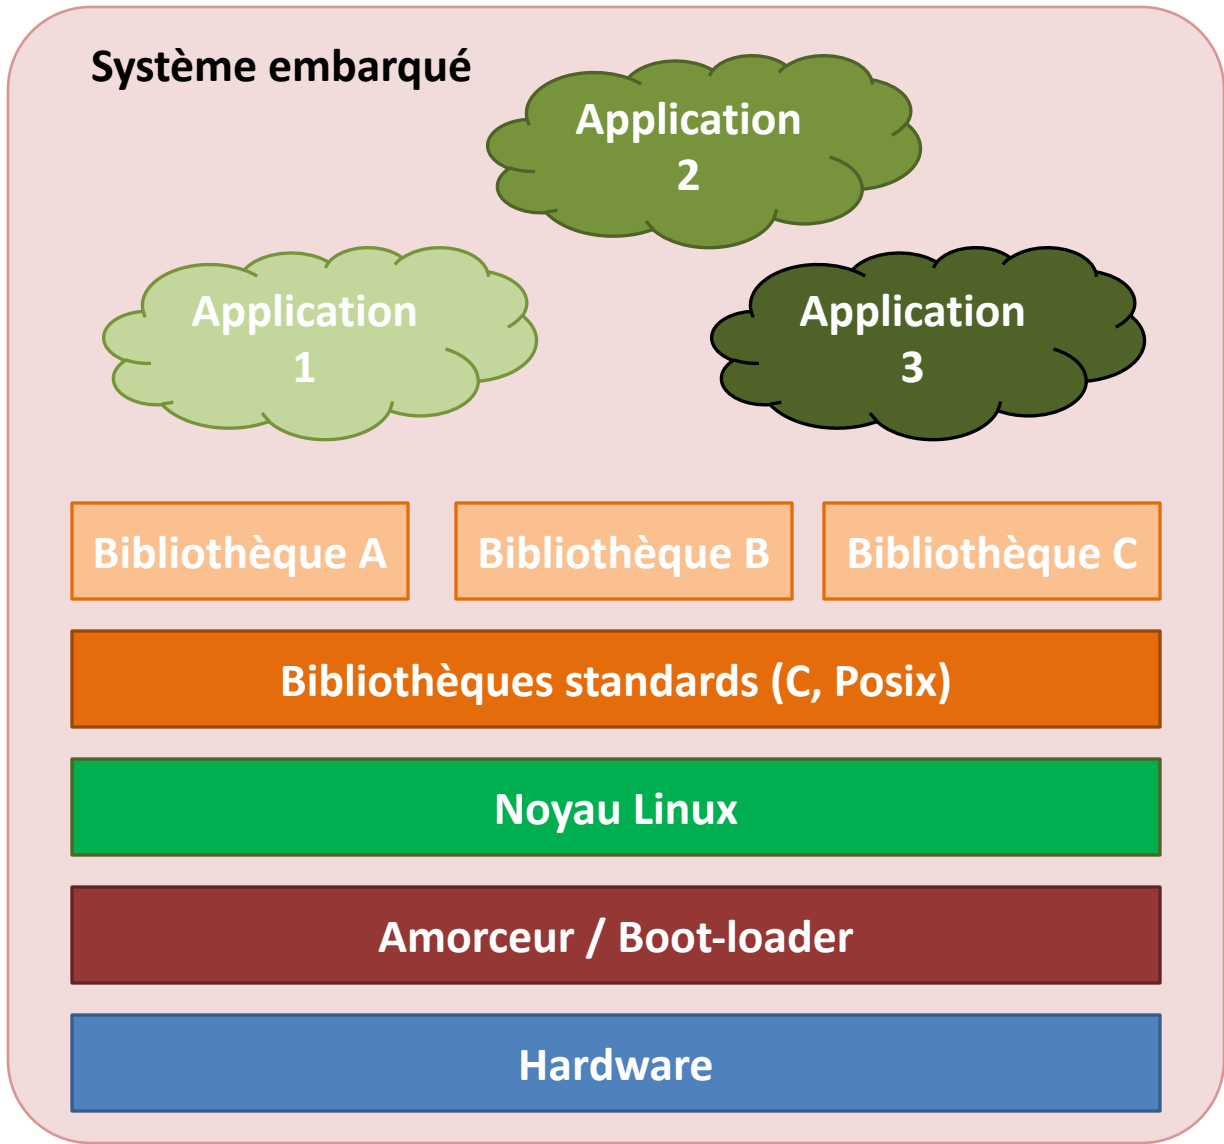 Système embarqué
Application
2
Application
1
Application
3
Bibliothèque A
Bibliothèque B
Bibliothèque C
Bibliothèques standards (C, Posix)
Noyau Linux
Amorceur / Boot-loader
Hardware